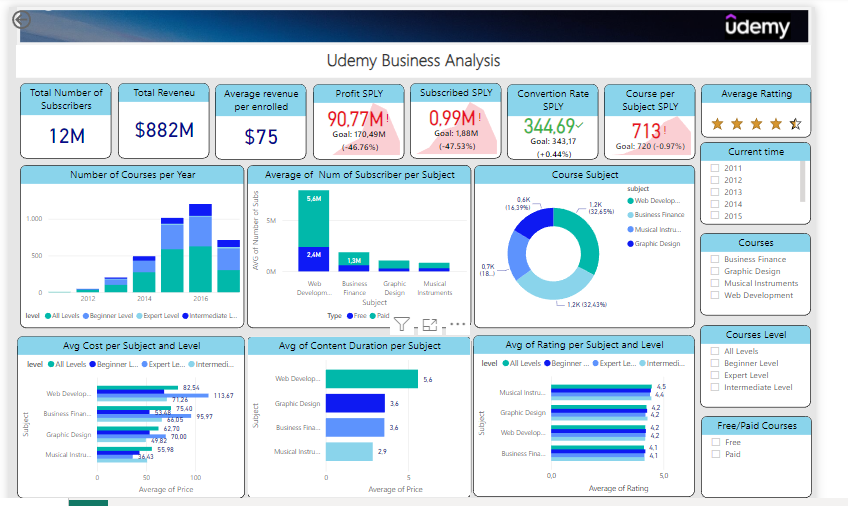 ûdemy
Udemy Business Analysis
Total Number of
Subscribers
12M
Total Reveneu
$882M
Average revenue
per enrolled
$75
Profit SPLY
90,77M!
Goal: 170,49M
(-46.76%)
Subscribed SPLY
0,99M!
Goal: 1,88M
(-47.53%)
Convertion Rate
SPLY
344,69✓
Goal: 343,17
(+0.44%)
Course per
Subject SPLY
713!
Goal: 720 (-0.97%)
Average Ratting
Current time
2011
2012
2013
2014
2015
Number of Courses per Year
1.000
500
0
2012
2014
2016
level All Levels Beginner Level Expert Level Intermediate L...
Average of Num of Subscriber per Subject
AVG of Number of Subs
5M
0M
5,6M
2,4M
1,3M
Web
Developm...
Business
Finance
Graphic
Design
Musical
Instruments
Subject
Type Free Paid
Course Subject
0.6K
(16.39%)
1.2K
(32.65%)
0.7K
(18...)
1.2K (32.43%)
subject
Web Develop...
Business Finance
Musical Instru...
Graphic Design
Courses
Business Finance
Graphic Design
Musical Instruments
Web Development
Avg Cost per Subject and Level
level All Levels Beginner L... Expert Le... Intermedi...
Subject
Web Develop...
82,54
113,67
71,26
Business Finan...
75,40
95,97
66,05
Graphic Design
62,70
70,00
49,82
Musical Instru...
55,98
36,43
0
50
100
Average of Price
Avg of Content Duration per Subject
Subject
Web Develop...
5,6
Graphic Design
3,6
Business Fina...
3,6
Musical Instru...
2.9
0
5
Average of Price
Avg of Rating per Subject and Level
level All Levels Beginner ... Expert Le... Intermedi...
Subject
Musical Instru...
4.5
4.4
Graphic Design
4.2
4.2
Web Develop...
4.2
4.2
Business Fina...
4.1
4.1
0,0
5,0
Average of Rating
Courses Level
All Levels
Beginner Level
Expert Level
Intermediate Level
Free/Paid Courses
Free
Paid